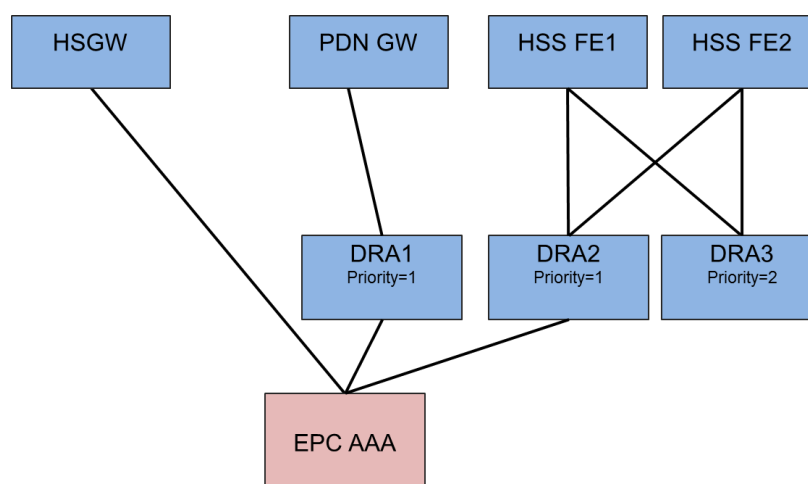 HSGW
PDN GW
HSS FE1
HSS FE2
DRA1
Priority=1
DRA2
Priority=1
DRA3
Priority=2
EPC AAA